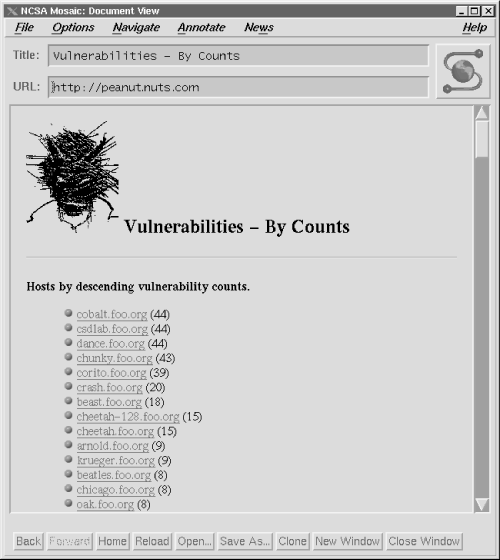 NCSA Mosaic: Document View
File Options Navigate Annotate News Help
Title: Vulnerabilities - By Counts
URL: http://peanut.nuts.com
Vulnerabilities - By Counts
Hosts by descending vulnerability counts.
cobalt.foo.org (44)
csdlab.foo.org (44)
dance.foo.org (44)
chunky.foo.org (43)
corito.foo.org (39)
crash.foo.org (20)
beast.foo.org (18)
cheetah-128.foo.org (15)
cheetah.foo.org (15)
arnold.foo.org (9)
krueger.foo.org (9)
beatles.foo.org (8)
chicago.foo.org (8)
oak.foo.org (8)
Back Forward Home Reload Open... Save As... Clone New Window Close Window